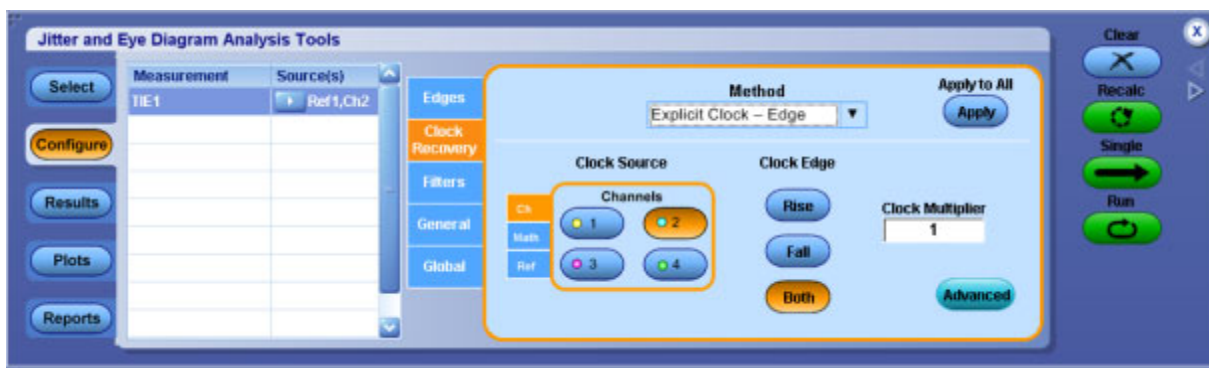 Jitter and Eye Diagram Analysis Tools
Select
Configure
Results
Plots
Reports
Measurement Source(s)
TIE1 Ref1,Ch2
Edges
Clock Recovery
Filters
General
Global
Method
Explicit Clock – Edge
Apply to All
Apply
Clock Source
Ch
Math
Ref
Channels
1 2
3 4
Clock Edge
Rise
Fall
Both
Clock Multiplier
1
Advanced
Clear
X
Recalc
Single
Run